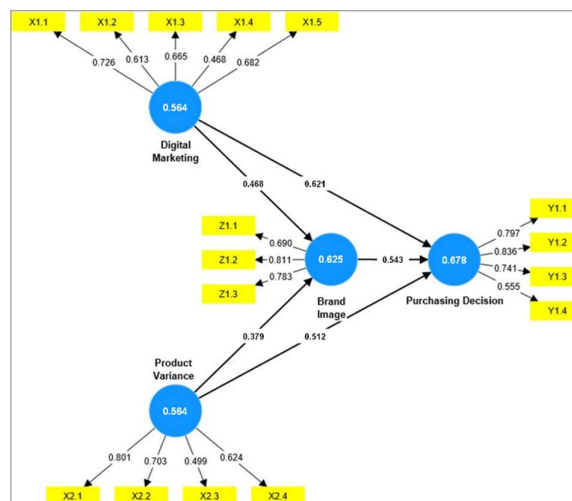 X1.1 X1.2 X1.3 X1.4 X1.5
0.726 0.613 0.665 0.468 0.682
0.564
Digital
Marketing
0.468 0.621
Z1.1
Z1.2
Z1.3
0.690
0.811
0.783
0.625
Brand
Image
0.543
0.678
Purchasing Decision
Y1.1
Y1.2
Y1.3
Y1.4
0.797
0.836
0.741
0.555
0.379 0.512
Product
Variance
0.564
0.801 0.703 0.499 0.624
X2.1 X2.2 X2.3 X2.4